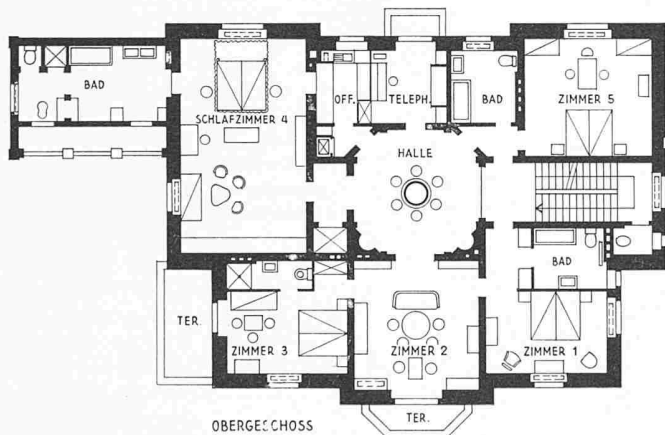 BAD
SCHLAFZIMMER 4
OFF.
TELEPH.
BAD
ZIMMER 5
HALLE
BAD
TER.
ZIMMER 3
ZIMMER 2
ZIMMER 1
TER.
OBERGESCHOSS